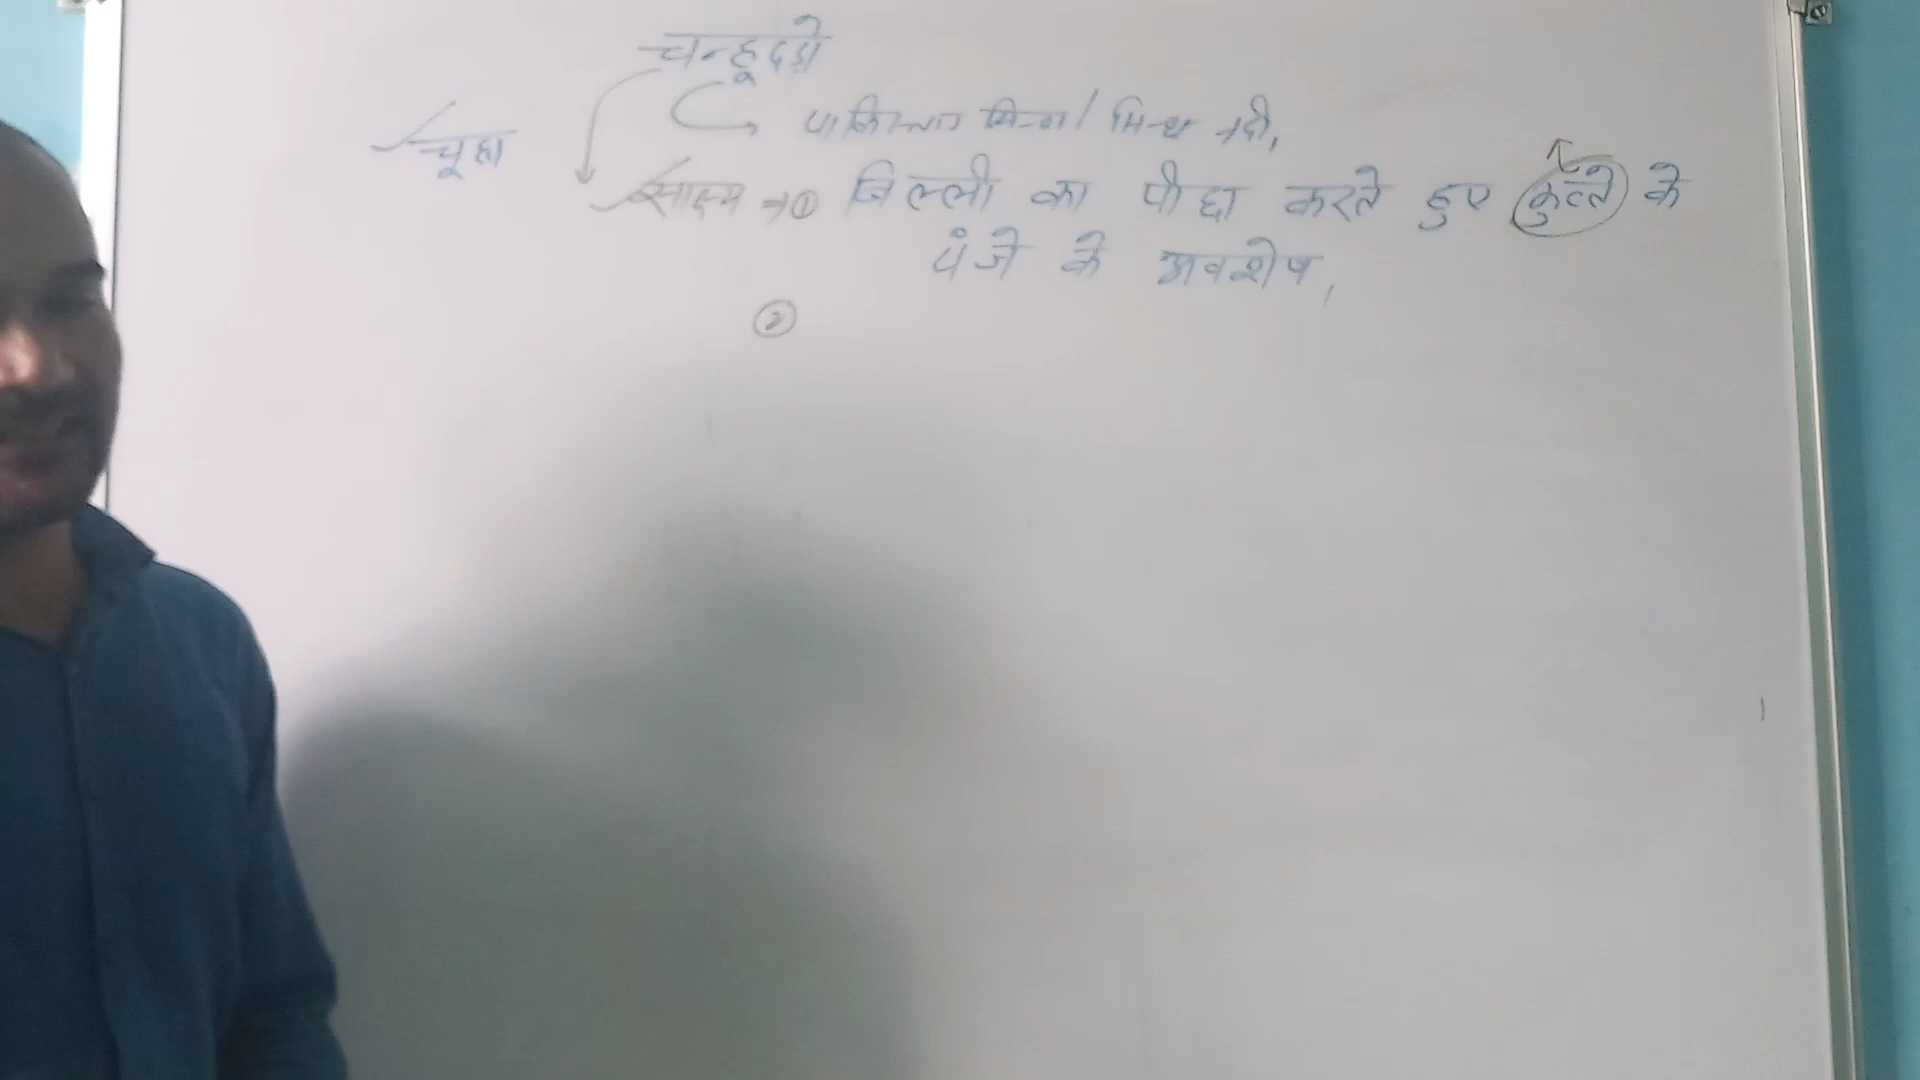 चन्हूदडो
पाकिस्तान सिन्ध / सिन्ध नदी,
चूहा
साक्ष्य → ① बिल्ली का पीछा करते हुए कुत्ते के
पंजे के अवशेष,
②